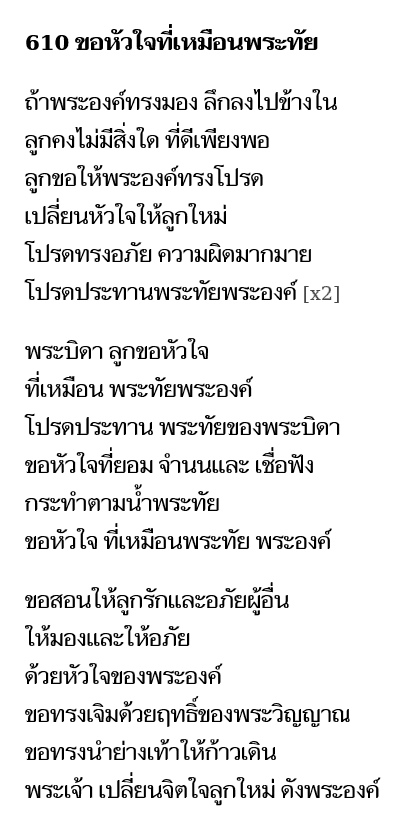 610 ขอหัวใจที่เหมือนพระทัย
ถ้าพระองค์ทรงมอง ลึกลงไปข้างใน
ลูกคงไม่มีสิ่งใด ที่ดีเพียงพอ
ลูกขอให้พระองค์ทรงโปรด
เปลี่ยนหัวใจให้ลูกใหม่
โปรดทรงอภัย ความผิดมากมาย
โปรดประทานพระทัยพระองค์ [x2]
พระบิดา ลูกขอหัวใจ
ที่เหมือน พระทัยพระองค์
โปรดประทาน พระทัยของพระบิดา
ขอหัวใจที่ยอม จำนนและ เชื่อฟัง
กระทำตามน้ำพระทัย
ขอหัวใจ ที่เหมือนพระทัย พระองค์
ขอสอนให้ลูกรักและอภัยผู้อื่น
ให้มองและให้อภัย
ด้วยหัวใจของพระองค์
ขอทรงเจิมด้วยฤทธิ์ของพระวิญญาณ
ขอทรงนำย่างเท้าให้ก้าวเดิน
พระเจ้า เปลี่ยนจิตใจลูกใหม่ ดังพระองค์